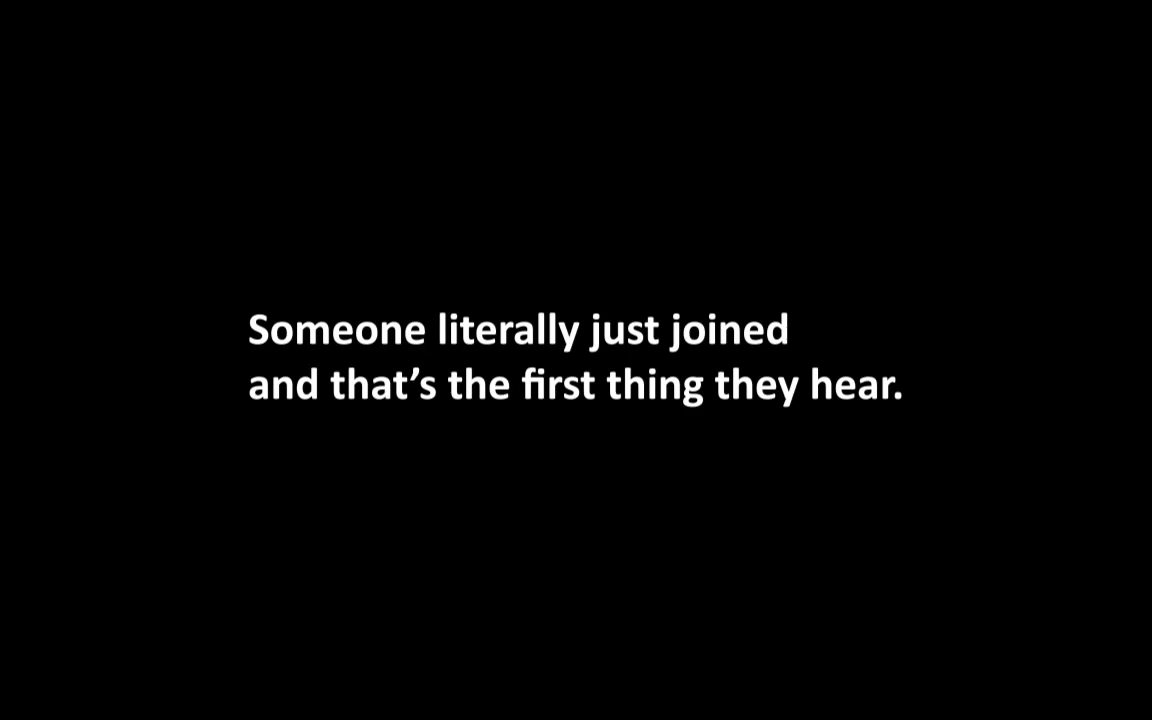 Someone literally just joined
and that’s the first thing they hear.